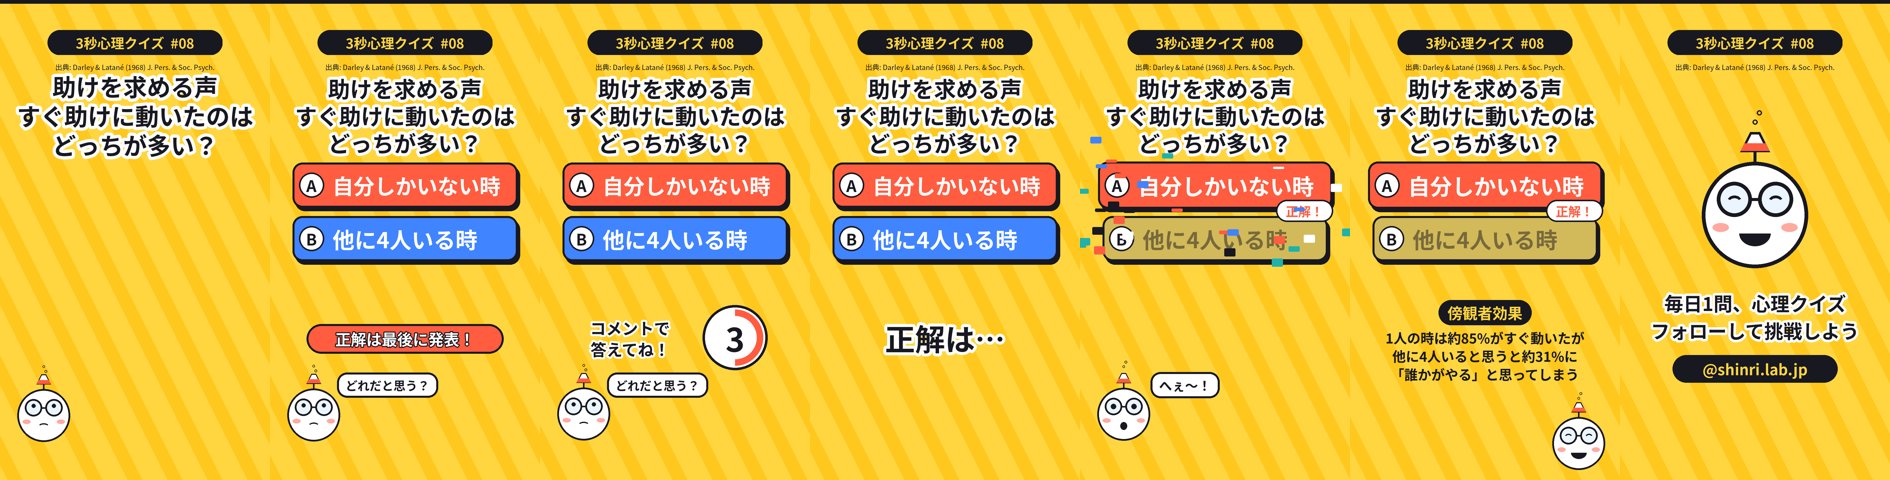 3秒心理クイズ #08
出典: Darley & Latané (1968) J. Pers. & Soc. Psych.
助けを求める声
すぐ助けに動いたのは
どっちが多い？
3秒心理クイズ #08
出典: Darley & Latané (1968) J. Pers. & Soc. Psych.
助けを求める声
すぐ助けに動いたのは
どっちが多い？
A 自分しかいない時
B 他に4人いる時
正解は最後に発表！
どれだと思う？
3秒心理クイズ #08
出典: Darley & Latané (1968) J. Pers. & Soc. Psych.
助けを求める声
すぐ助けに動いたのは
どっちが多い？
A 自分しかいない時
B 他に4人いる時
コメントで
答えてね！
3
どれだと思う？
3秒心理クイズ #08
出典: Darley & Latané (1968) J. Pers. & Soc. Psych.
助けを求める声
すぐ助けに動いたのは
どっちが多い？
A 自分しかいない時
B 他に4人いる時
正解は…
3秒心理クイズ #08
出典: Darley & Latané (1968) J. Pers. & Soc. Psych.
助けを求める声
すぐ助けに動いたのは
どっちが多い？
A 自分しかいない時
正解！
B 他に4人いる時
へぇ〜！
3秒心理クイズ #08
出典: Darley & Latané (1968) J. Pers. & Soc. Psych.
助けを求める声
すぐ助けに動いたのは
どっちが多い？
A 自分しかいない時
正解！
B 他に4人いる時
傍観者効果
1人の時は約85%がすぐ動いたが
他に4人いると思うと約31%に
「誰かがやる」と思ってしまう
3秒心理クイズ #08
出典: Darley & Latané (1968) J. Pers. & Soc. Psych.
毎日1問、心理クイズ
フォローして挑戦しよう
@shinri.lab.jp